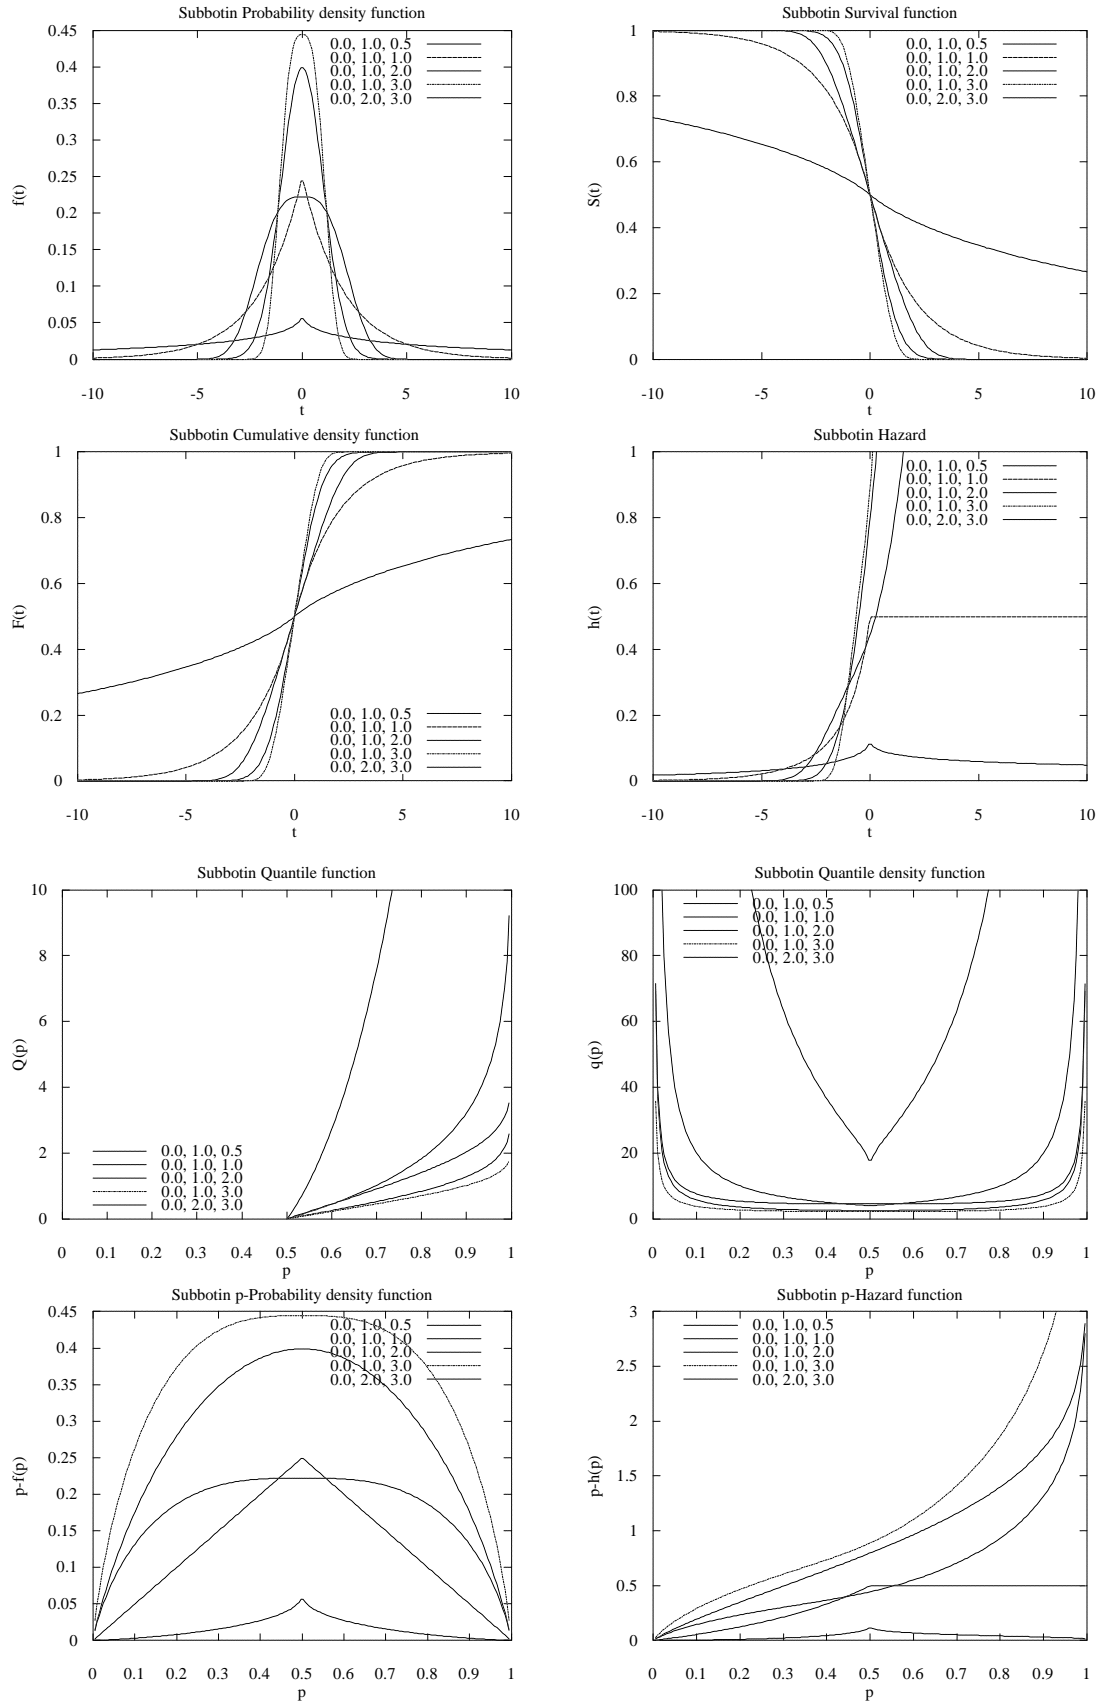 Subbotin Probability density function
0.45
0.4
0.35
0.3
0.25
0.2
0.15
0.1
0.05
0
f(t)
0.0, 1.0, 0.5
0.0, 1.0, 1.0
0.0, 1.0, 2.0
0.0, 1.0, 3.0
0.0, 2.0, 3.0
-10 -5 0 5 10
t
Subbotin Survival function
1
0.8
0.6
0.4
0.2
0
S(t)
0.0, 1.0, 0.5
0.0, 1.0, 1.0
0.0, 1.0, 2.0
0.0, 1.0, 3.0
0.0, 2.0, 3.0
-10 -5 0 5 10
t
Subbotin Cumulative density function
1
0.8
0.6
0.4
0.2
0
F(t)
0.0, 1.0, 0.5
0.0, 1.0, 1.0
0.0, 1.0, 2.0
0.0, 1.0, 3.0
0.0, 2.0, 3.0
-10 -5 0 5 10
t
Subbotin Hazard
1
0.8
0.6
0.4
0.2
0
h(t)
0.0, 1.0, 0.5
0.0, 1.0, 1.0
0.0, 1.0, 2.0
0.0, 1.0, 3.0
0.0, 2.0, 3.0
-10 -5 0 5 10
t
Subbotin Quantile function
10
8
6
4
2
0
Q(p)
0.0, 1.0, 0.5
0.0, 1.0, 1.0
0.0, 1.0, 2.0
0.0, 1.0, 3.0
0.0, 2.0, 3.0
0 0.1 0.2 0.3 0.4 0.5 0.6 0.7 0.8 0.9 1
p
Subbotin Quantile density function
100
80
60
40
20
0
q(p)
0.0, 1.0, 0.5
0.0, 1.0, 1.0
0.0, 1.0, 2.0
0.0, 1.0, 3.0
0.0, 2.0, 3.0
0 0.1 0.2 0.3 0.4 0.5 0.6 0.7 0.8 0.9 1
p
Subbotin p-Probability density function
0.45
0.4
0.35
0.3
0.25
0.2
0.15
0.1
0.05
0
p-f(p)
0.0, 1.0, 0.5
0.0, 1.0, 1.0
0.0, 1.0, 2.0
0.0, 1.0, 3.0
0.0, 2.0, 3.0
0 0.1 0.2 0.3 0.4 0.5 0.6 0.7 0.8 0.9 1
p
Subbotin p-Hazard function
3
2.5
2
1.5
1
0.5
0
p-h(p)
0.0, 1.0, 0.5
0.0, 1.0, 1.0
0.0, 1.0, 2.0
0.0, 1.0, 3.0
0.0, 2.0, 3.0
0 0.1 0.2 0.3 0.4 0.5 0.6 0.7 0.8 0.9 1
p